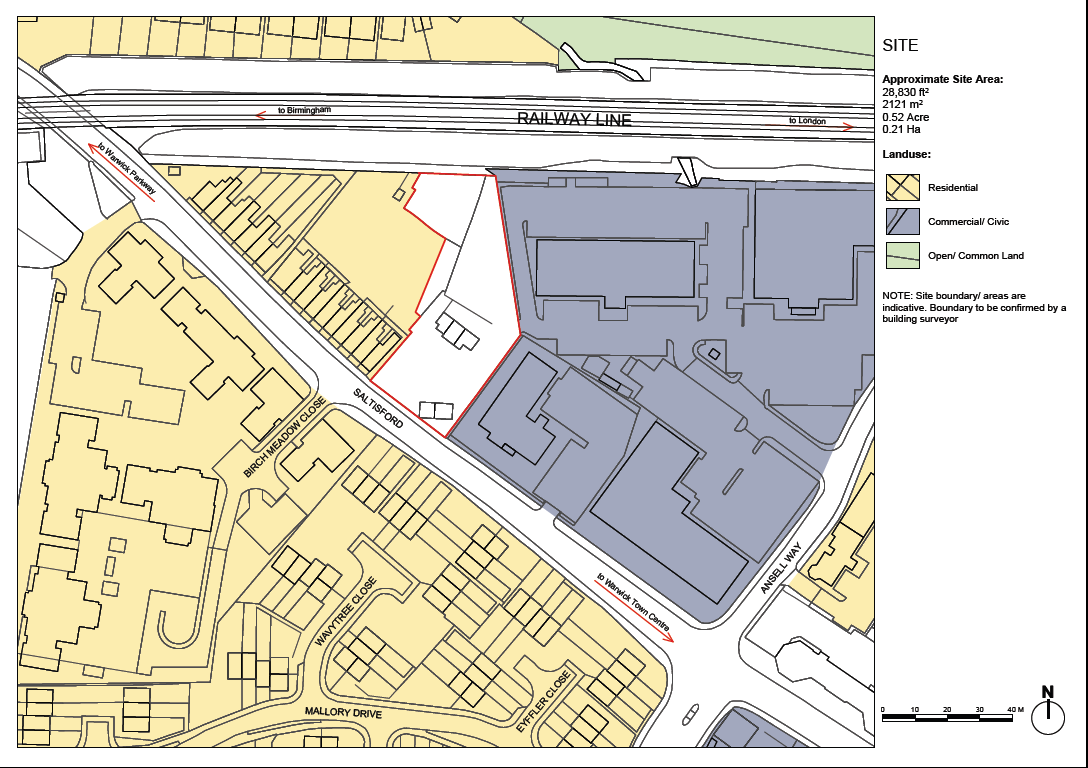 SITE
Approximate Site Area:
28,830 ft²
2121 m²
0.52 Acre
0.21 Ha
Landuse:
Residential
Commercial/ Civic
Open/ Common Land
NOTE: Site boundary/ areas are
indicative. Boundary to be confirmed by a
building surveyor
to Birmingham
RAILWAY LINE
to London
to Warwick Parkway
SALTISFORD
BIRCH MEADOW CLOSE
WAVYTREE CLOSE
to Warwick Town Centre
ANSELL WAY
EYFFLER CLOSE
MALLORY DRIVE
N
0 10 20 30 40 M